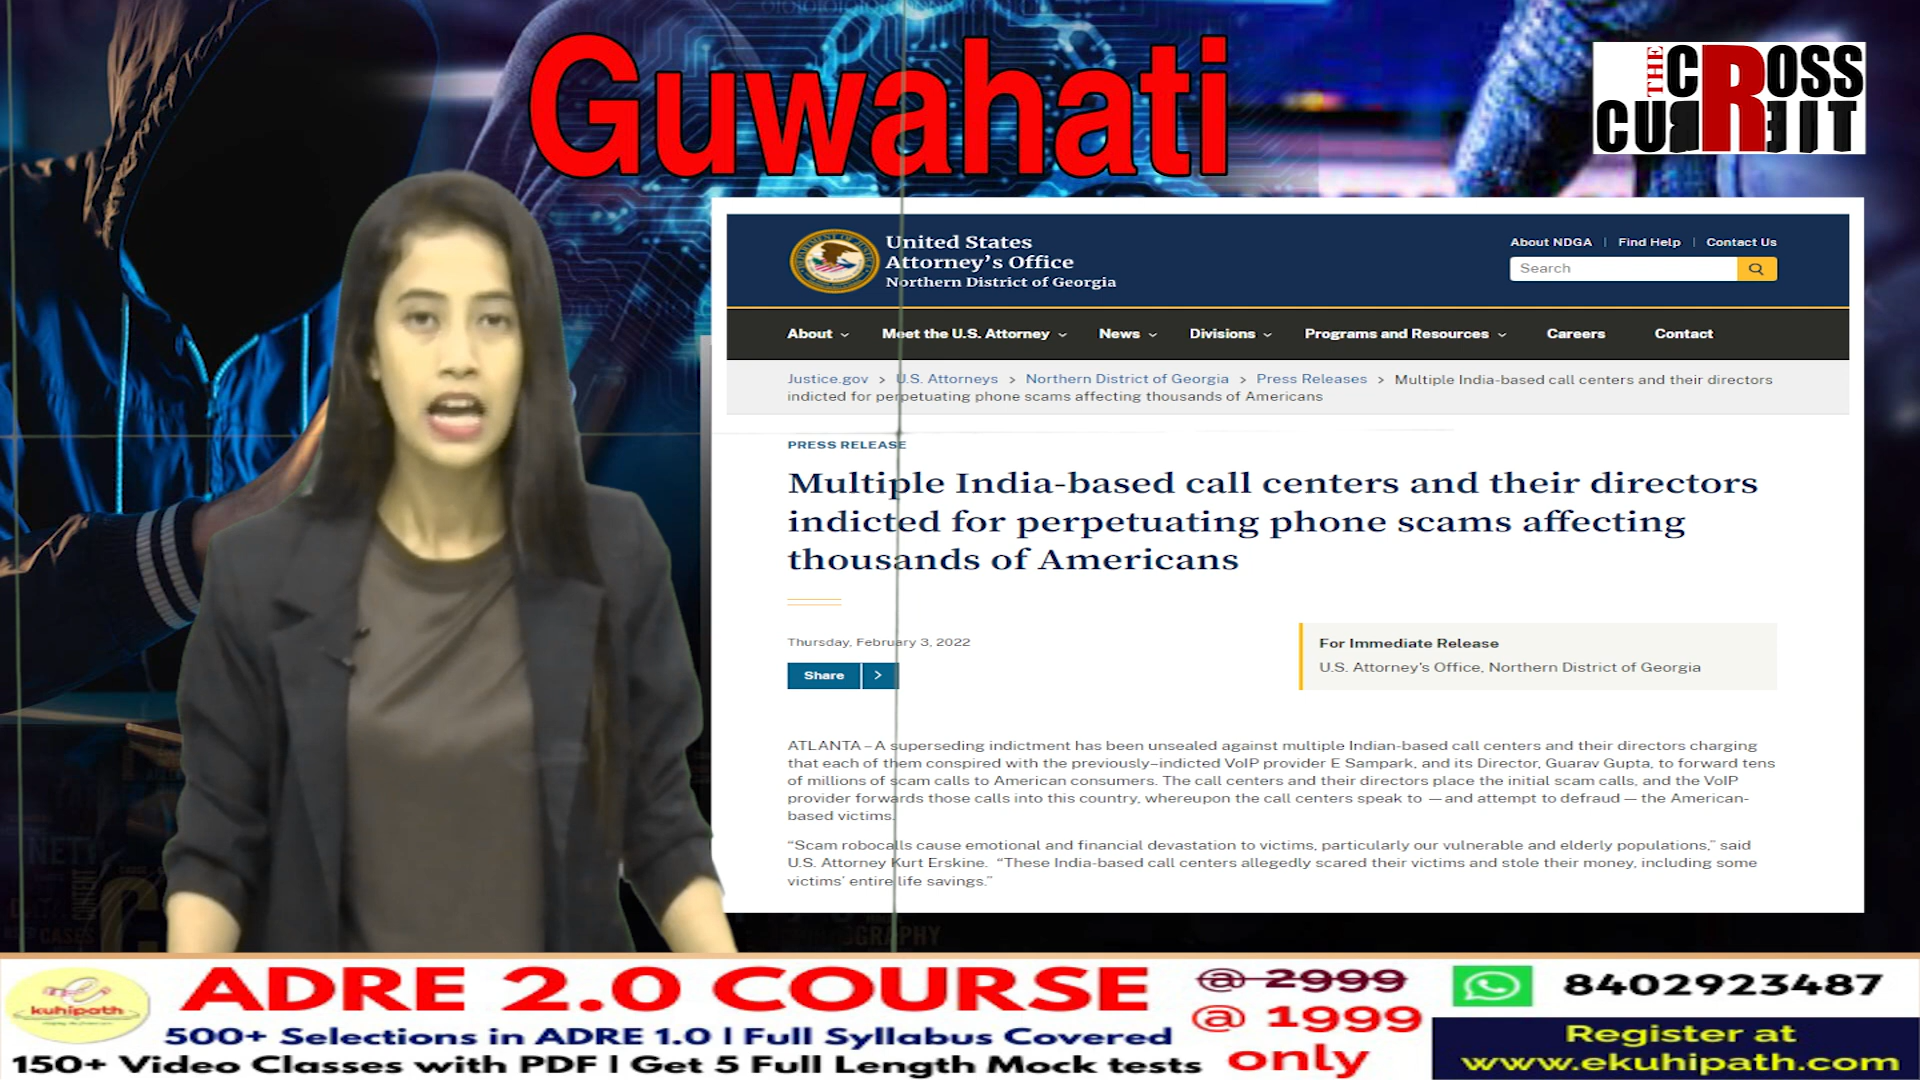 Guwahati
THE CROSS
CURRENT
United States
Attorney's Office
Northern District of Georgia
About NDGA | Find Help | Contact Us
Search
About Meet the U.S. Attorney News Divisions Programs and Resources Careers Contact
Justice.gov > U.S. Attorneys > Northern District of Georgia > Press Releases > Multiple India-based call centers and their directors
indicted for perpetuating phone scams affecting thousands of Americans
PRESS RELEASE
Multiple India-based call centers and their directors
indicted for perpetuating phone scams affecting
thousands of Americans
Thursday, February 3, 2022
Share >
For Immediate Release
U.S. Attorney's Office, Northern District of Georgia
ATLANTA – A superseding indictment has been unsealed against multiple Indian-based call centers and their directors charging
that each of them conspired with the previously–indicted VoIP provider E Sampark, and its Director, Guarav Gupta, to forward tens
of millions of scam calls to American consumers. The call centers and their directors place the initial scam calls, and the VoIP
provider forwards those calls into this country, whereupon the call centers speak to — and attempt to defraud — the American-
based victims.
“Scam robocalls cause emotional and financial devastation to victims, particularly our vulnerable and elderly populations,” said
U.S. Attorney Kurt Erskine. “These India-based call centers allegedly scared their victims and stole their money, including some
victims’ entire life savings.”
kuhipath
ADRE 2.0 COURSE
500+ Selections in ADRE 1.0 | Full Syllabus Covered
150+ Video Classes with PDF | Get 5 Full Length Mock tests
@ 2999
@ 1999
only
8402923487
Register at
www.ekuhipath.com